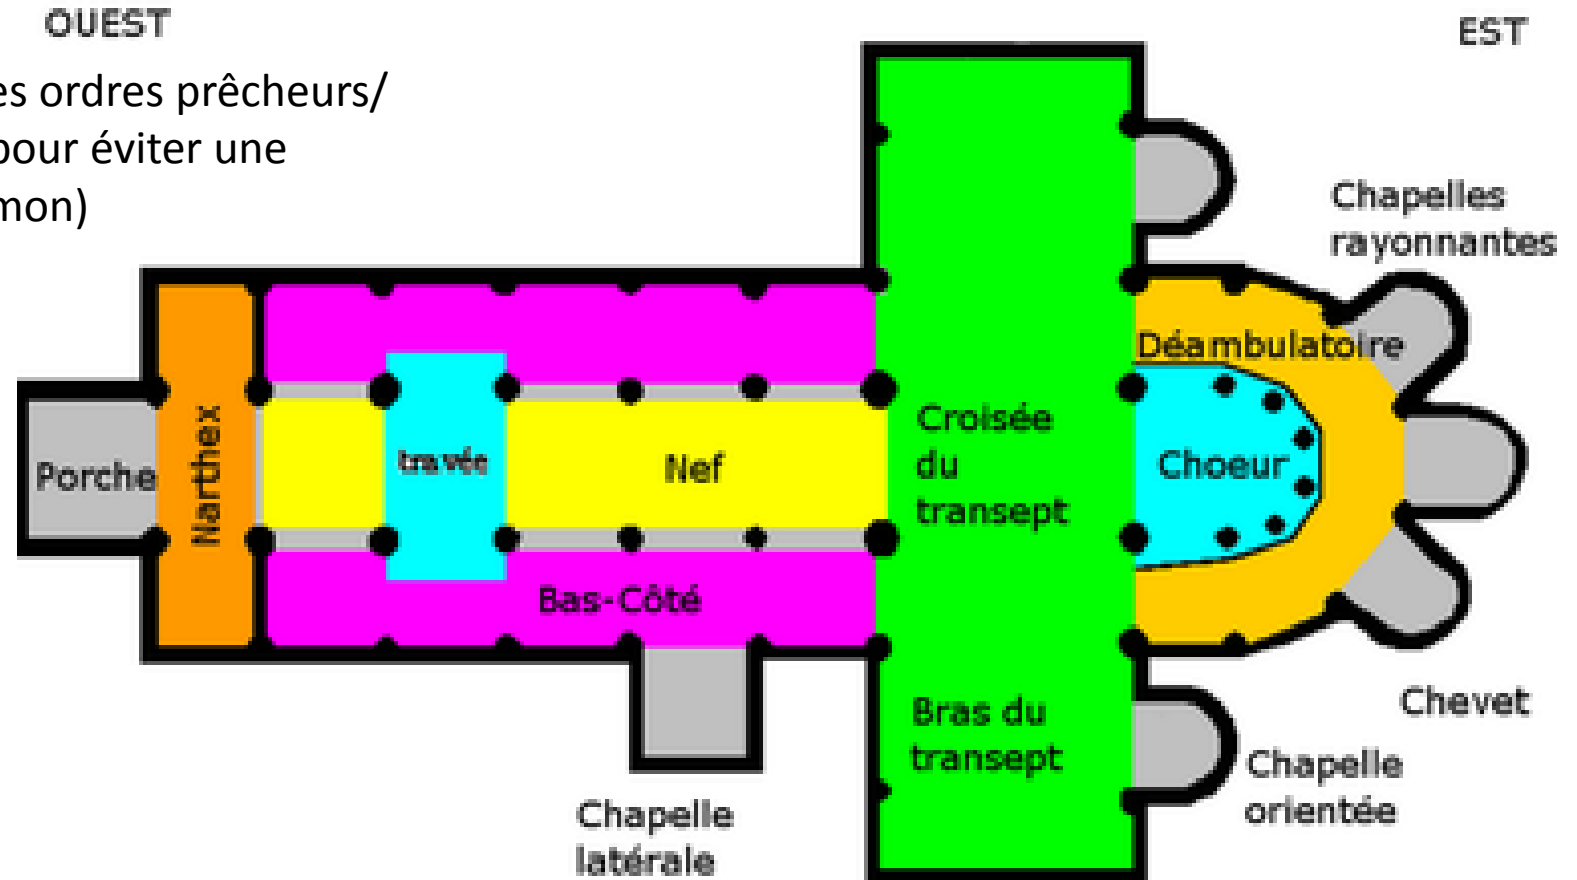 OUEST
EST
es ordres prêcheurs/
pour éviter une
mon)
Chapelles
rayonnantes
Déambulatoire
Porche
Narthex
travée
Nef
Croisée
du
transept
Choeur
Bas-Côté
Bras du
transept
Chevet
Chapelle
orientée
Chapelle
latérale